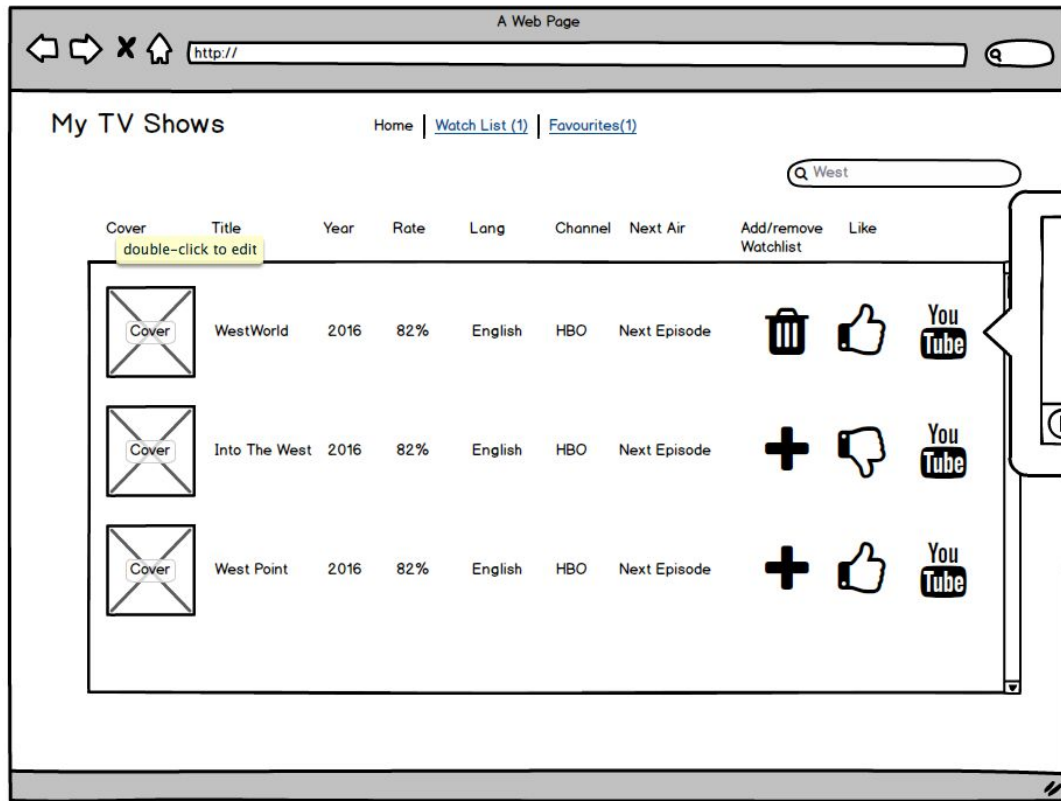 A Web Page
http://
My TV Shows
Home Watch List (1) Favourites(1)
West
Cover Title Year Rate Lang Channel Next Air Add/remove Like
Watchlist
double-click to edit
Cover WestWorld 2016 82% English HBO Next Episode You Tube
Cover Into The West 2016 82% English HBO Next Episode You Tube
Cover West Point 2016 82% English HBO Next Episode You Tube